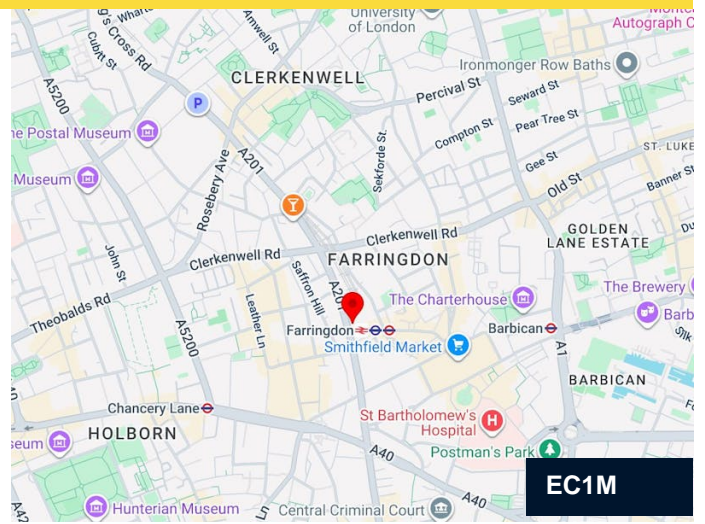 University
of London
Autograph
Ironmonger Row Baths
Amwell St
Cubitt St
A5200
CLERKENWELL
Percival St
Seward St
P
Pear Tree St
Compton St
Postal Museum
A201
Sekforde St.
ST. LUKE
Gee St
Museum
Rosebery Ave
Old St
Banner St
John St
Clerkenwell Rd
GOLDEN
LANE ESTATE
Clerkenwell Rd
FARRINGDON
Saffron Hill
A201
Leather Ln
The Charterhouse
The Brewery
Theobalds Rd
Farringdon
Barbican
Barb
Silk
Smithfield Market
A5200
A1
BARBICAN
Chancery Lane
St Bartholomew's
Hospital
H
HOLBORN
Postman's Park
A40
EC1M
A40
Hunterian Museum
Central Criminal Court
Ln
A42